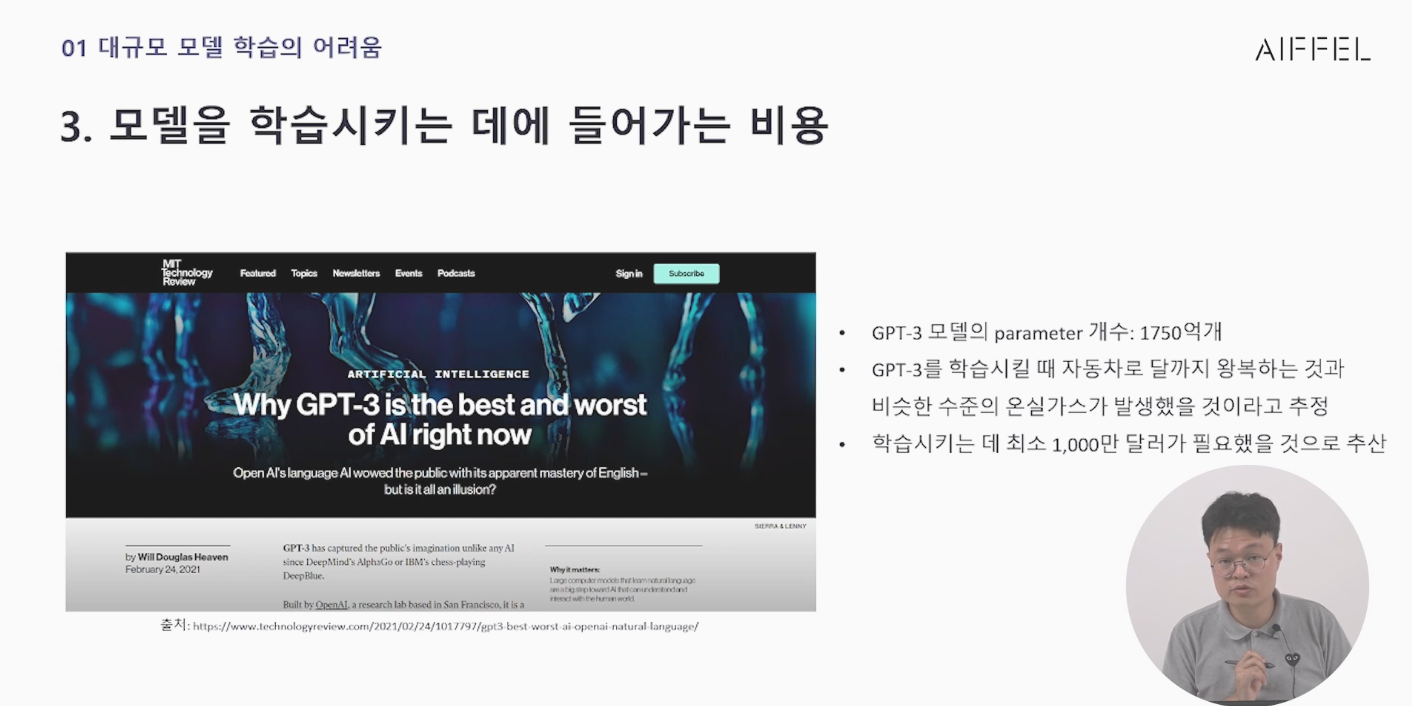 01 대규모 모델 학습의 어려움
AIFFEL
3. 모델을 학습시키는 데에 들어가는 비용
MIT
Technology
Review
Featured Topics Newsletters Events Podcasts
Sign in Subscribe
ARTIFICIAL INTELLIGENCE
Why GPT-3 is the best and worst
of AI right now
Open AI's language AI wowed the public with its apparent mastery of English–
but is it all an illusion?
SIERRA & LENNY
by Will Douglas Heaven
February 24, 2021
GPT-3 has captured the public's imagination unlike any AI
since DeepMind's AlphaGo or IBM's chess-playing
DeepBlue.
Built by OpenAI, a research lab based in San Francisco, it is a
Why it matters:
Large computer models that learn natural language
are a big step toward AI that can understand and
interact with the human world.
출처: https://www.technologyreview.com/2021/02/24/1017797/gpt3-best-worst-ai-openai-natural-language/
• GPT-3 모델의 parameter 개수: 1750억개
• GPT-3를 학습시킬 때 자동차로 달까지 왕복하는 것과
비슷한 수준의 온실가스가 발생했을 것이라고 추정
• 학습시키는 데 최소 1,000만 달러가 필요했을 것으로 추산